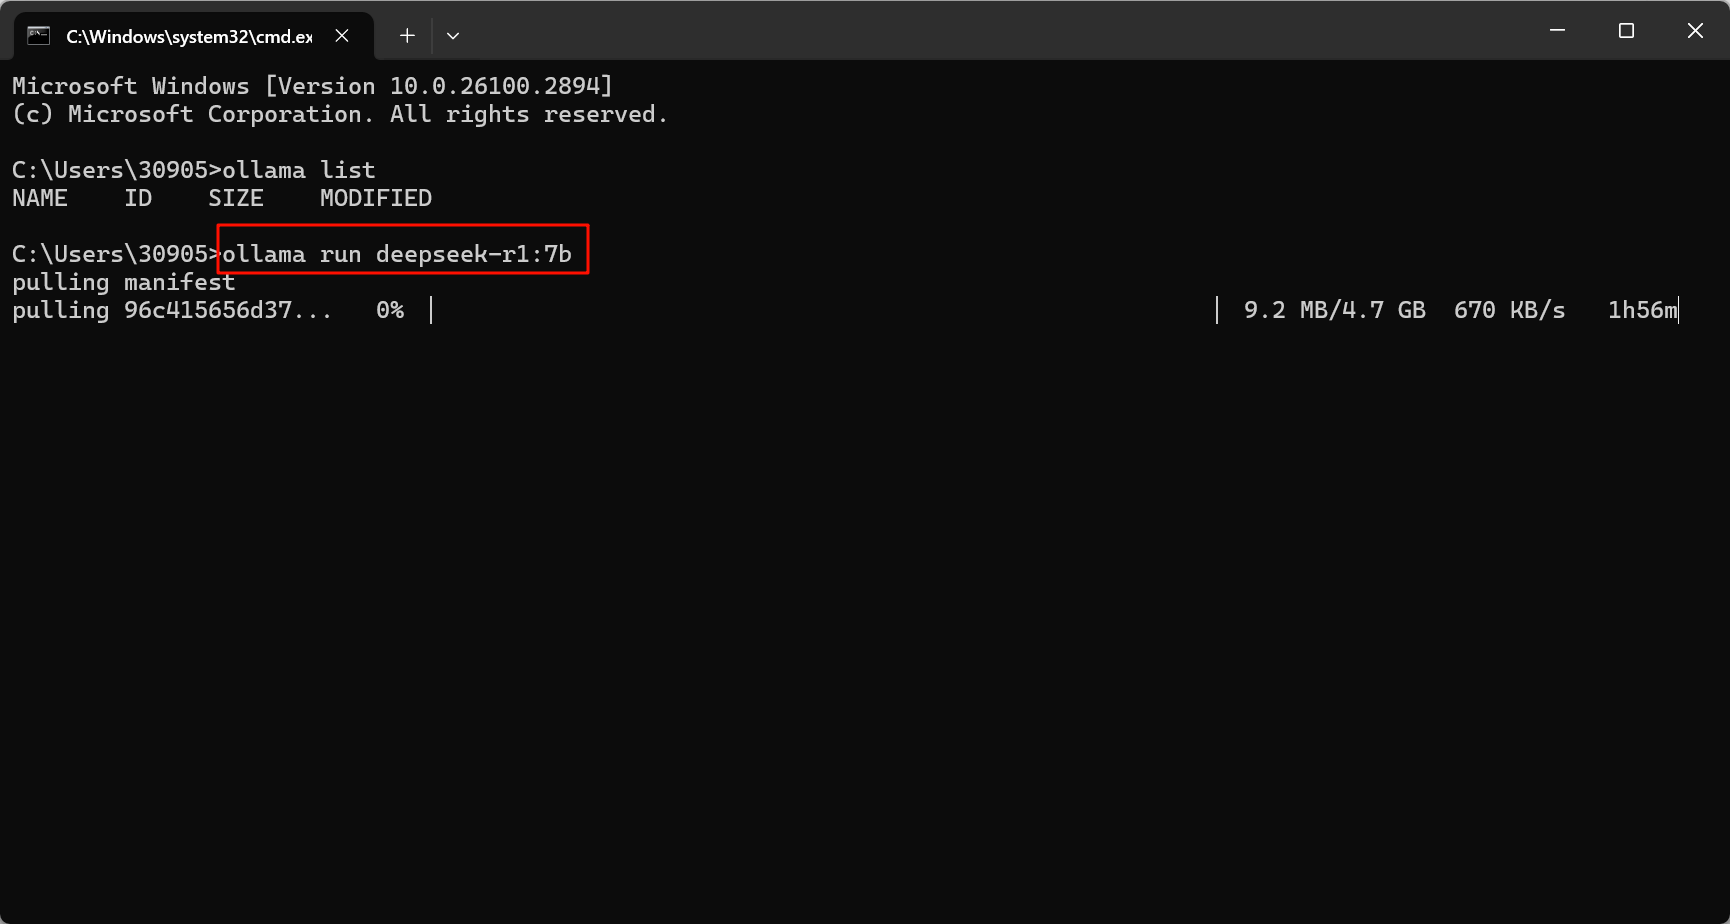 C:\Windows\system32\cmd.ex
Microsoft Windows [Version 10.0.26100.2894]
(c) Microsoft Corporation. All rights reserved.
C:\Users\30905>ollama list
NAME    ID    SIZE    MODIFIED
C:\Users\30905>ollama run deepseek-r1:7b
pulling manifest
pulling 96c415656d37...   0% ▕                                                        ▏ 9.2 MB/4.7 GB  670 KB/s   1h56m